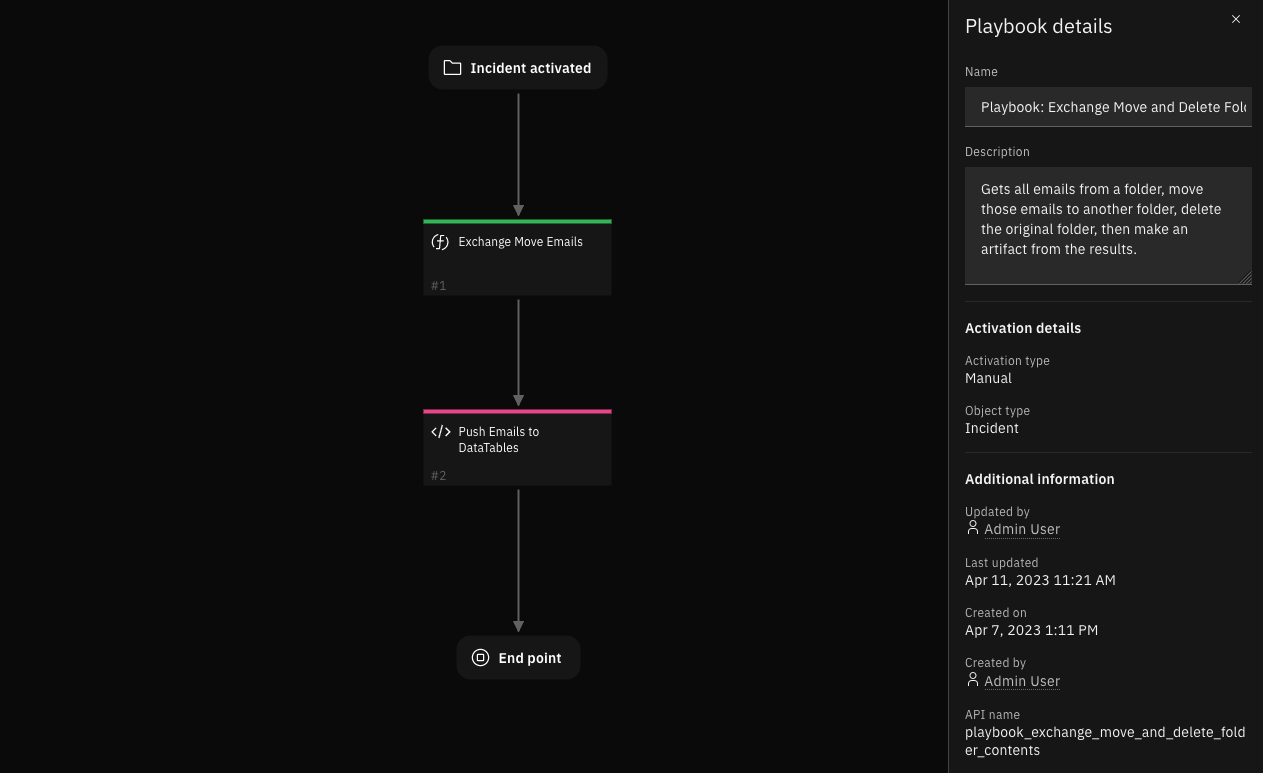 Incident activated
Exchange Move Emails
#1
Push Emails to
DataTables
#2
End point
Playbook details
Name
Playbook: Exchange Move and Delete Fol
Description
Gets all emails from a folder, move
those emails to another folder, delete
the original folder, then make an
artifact from the results.
Activation details
Activation type
Manual
Object type
Incident
Additional information
Updated by
Admin User
Last updated
Apr 11, 2023 11:21 AM
Created on
Apr 7, 2023 1:11 PM
Created by
Admin User
API name
playbook_exchange_move_and_delete_fold
er_contents